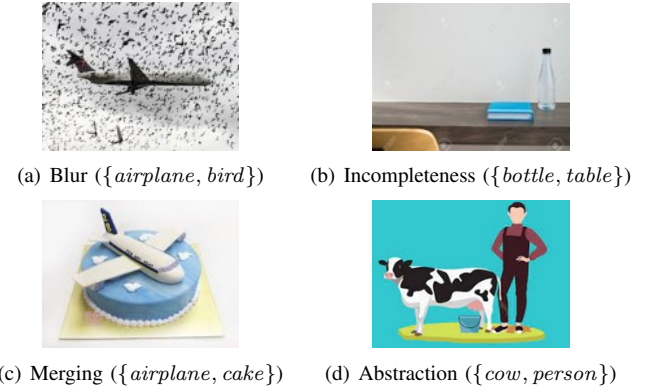 (a) Blur ({airplane, bird})
(b) Incompleteness ({bottle, table})
(c) Merging ({airplane, cake})
(d) Abstraction ({cow, person})